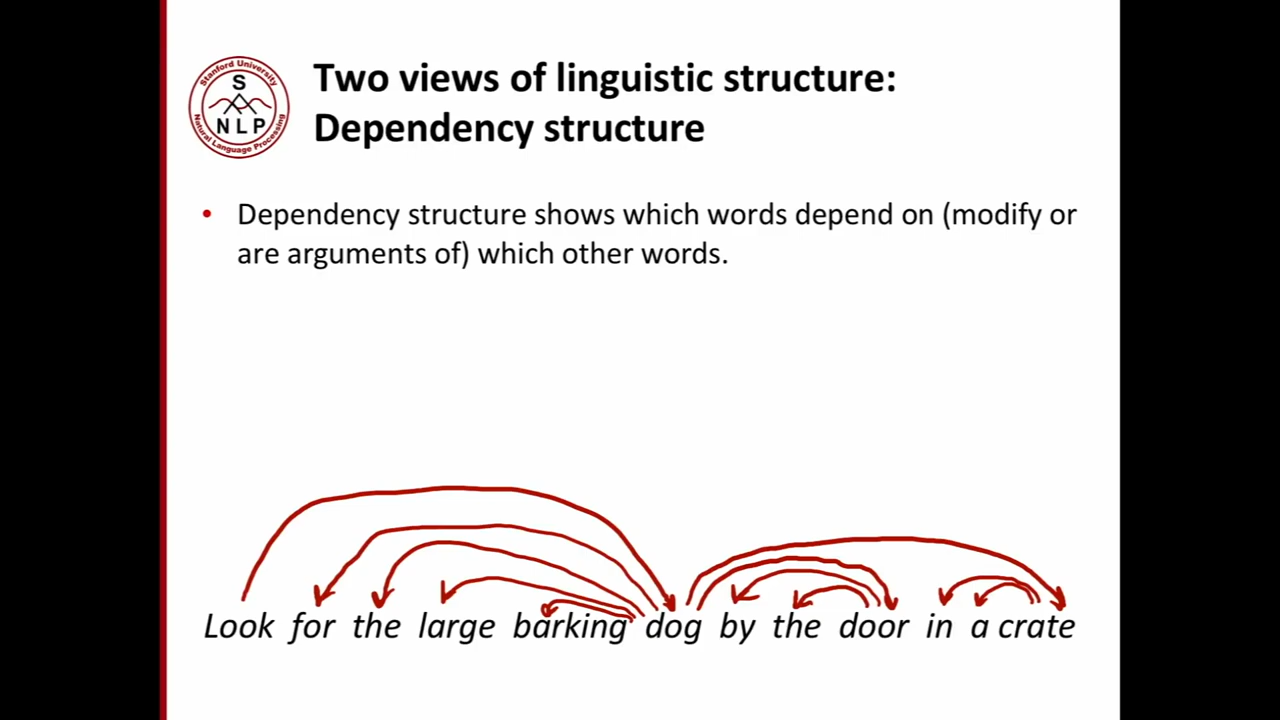 Stanford University
S
NLP
Natural Language Processing
Two views of linguistic structure:
Dependency structure
• Dependency structure shows which words depend on (modify or
are arguments of) which other words.
Look for the large barking dog by the door in a crate